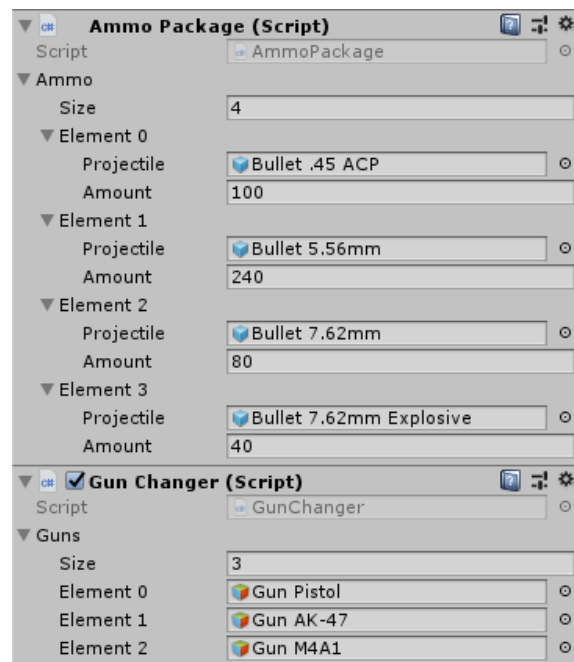 Ammo Package (Script)
Script AmmoPackage
Ammo
Size 4
Element 0
Projectile Bullet .45 ACP
Amount 100
Element 1
Projectile Bullet 5.56mm
Amount 240
Element 2
Projectile Bullet 7.62mm
Amount 80
Element 3
Projectile Bullet 7.62mm Explosive
Amount 40
Gun Changer (Script)
Script GunChanger
Guns
Size 3
Element 0 Gun Pistol
Element 1 Gun AK-47
Element 2 Gun M4A1